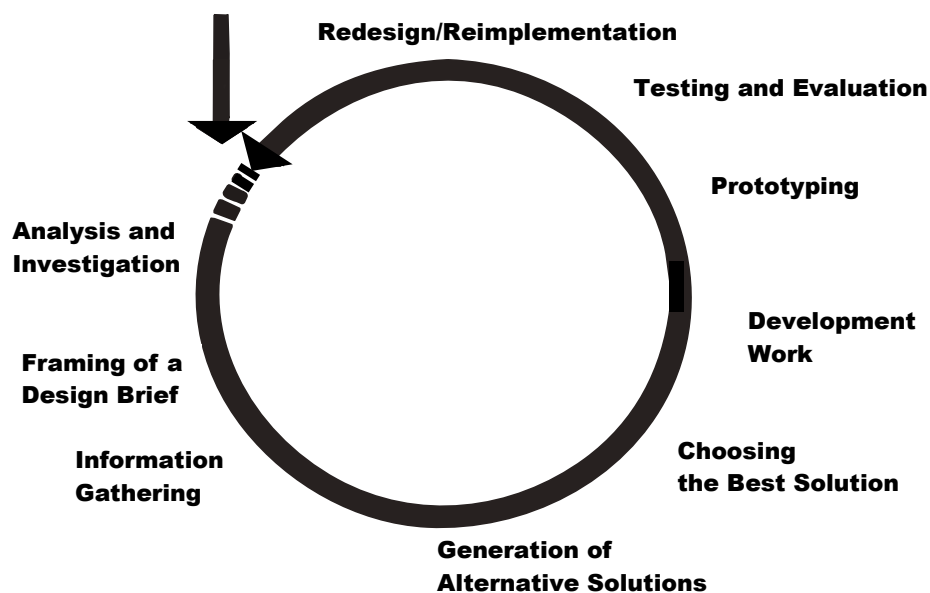 Redesign/Reimplementation
Testing and Evaluation
Prototyping
Analysis and
Investigation
Development
Work
Framing of a
Design Brief
Choosing
the Best Solution
Information
Gathering
Generation of
Alternative Solutions